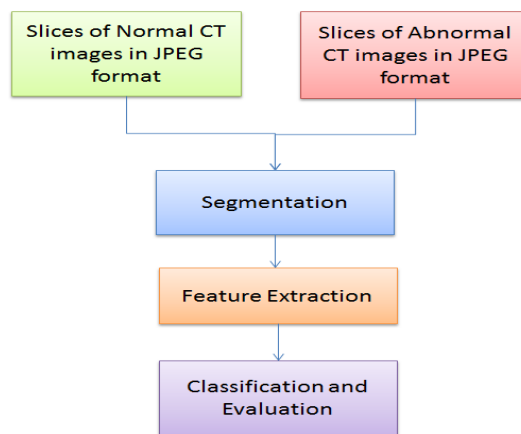 Slices of Normal CT
images in JPEG
format
Slices of Abnormal
CT images in JPEG
format
Segmentation
Feature Extraction
Classification and
Evaluation